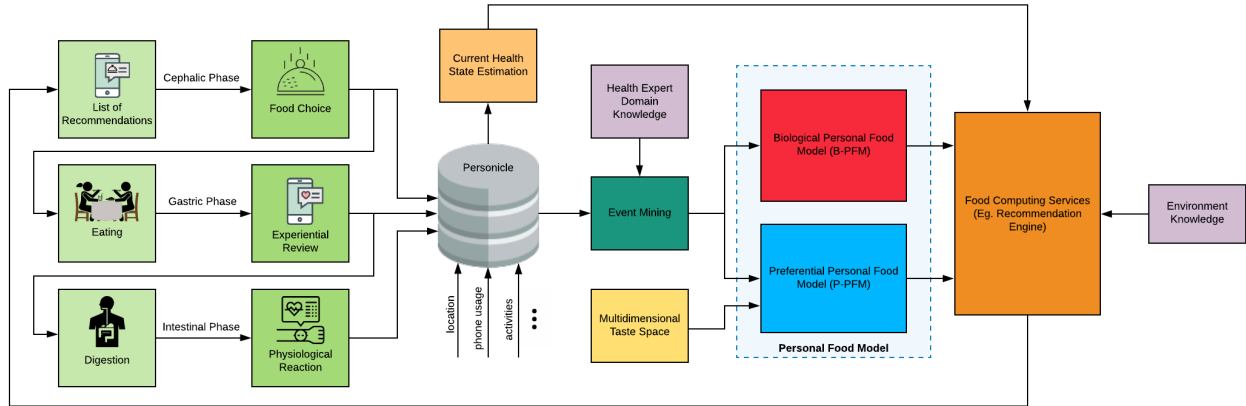 List of
Recommendations
Cephalic Phase
Food Choice
Eating
Gastric Phase
Experiential
Review
Digestion
Intestinal Phase
Physiological
Reaction
Current Health
State Estimation
Personicle
location
phone usage
activities
...
Health Expert
Domain
Knowledge
Event Mining
Multidimensional
Taste Space
Biological Personal Food
Model (B-PFM)
Preferential Personal Food
Model (P-PFM)
Personal Food Model
Food Computing Services
(Eg. Recommendation
Engine)
Environment
Knowledge